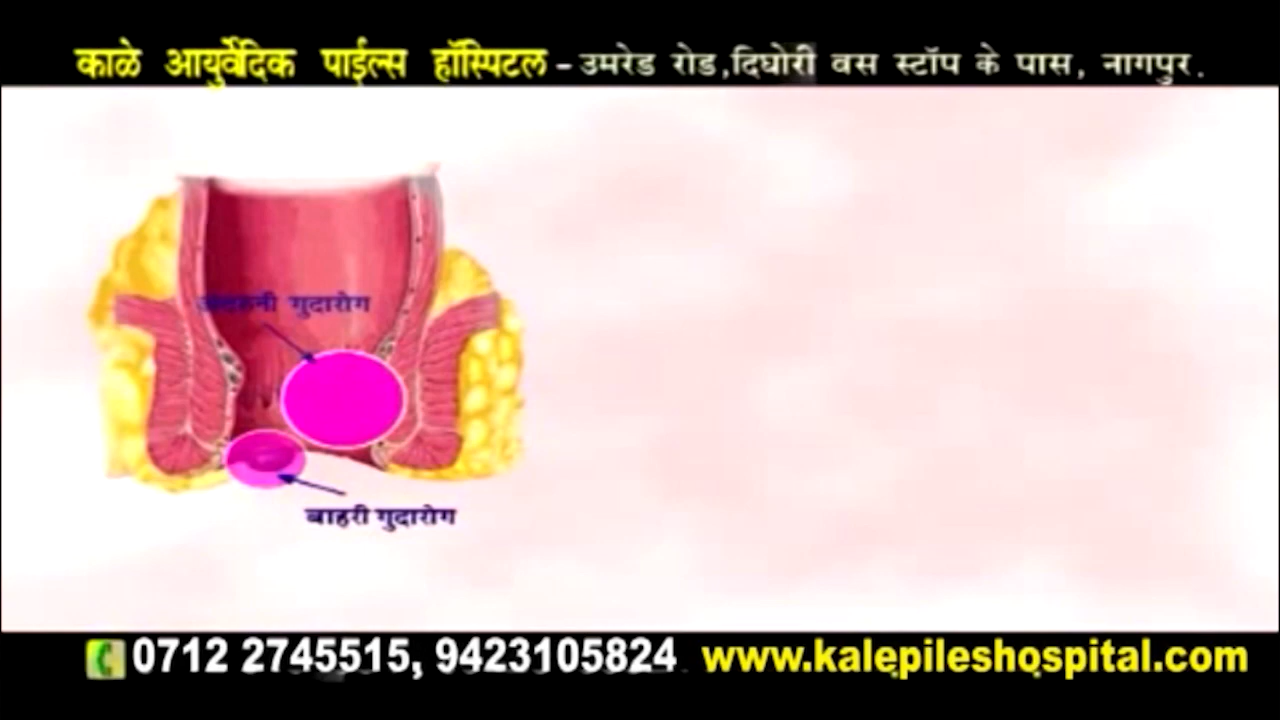 काळे आयुर्वेदिक पाईल्स हॉस्पिटल – उमरेड रोड,दिघोरी बस स्टॉप के पास, नागपुर.
गुदारोग
बाहरी गुदारोग
0712 2745515, 9423105824 www.kalepileshospital.com